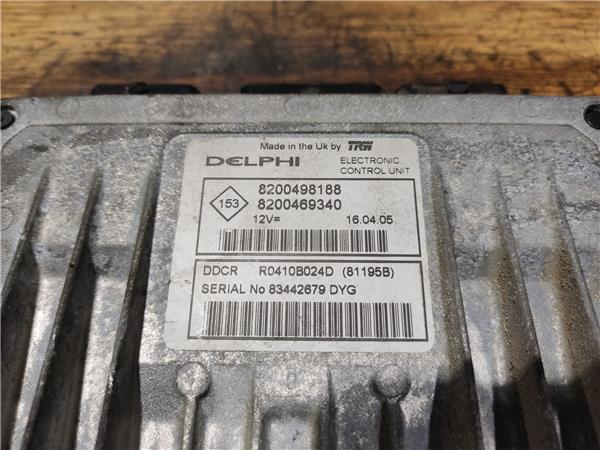 Made in the Uk by TRW
DELPHI ELECTRONIC
CONTROL UNIT
153 8200498188
8200469340
12V= 16.04.05
DDCR R0410B024D (81195B)
SERIAL No 83442679 DYG